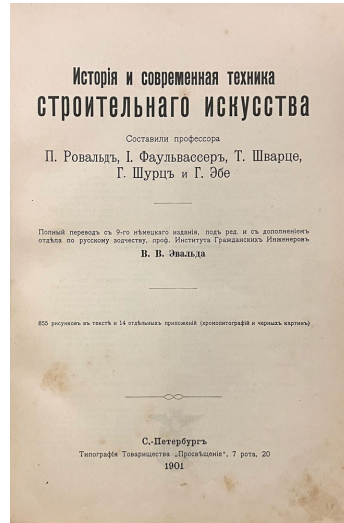 Исторія и современная техника
строительнаго искусства
Составили профессора
П. Ровальдъ, І. Фаульвассеръ, Т. Шварце,
Г. Шурцъ и Г. Эбе
Полный переводъ съ 9-го нѣмецкаго изданія, подъ ред. и съ дополненіемъ
отдѣла по русскому зодчеству, проф. Института Гражданскихъ Инженеровъ
В. В. Эвальда
855 рисунковъ въ текстѣ и 14 отдѣльныхъ приложеній (хромолитографій и черныхъ картинъ)
С.-Петербургъ
Типографія Товарищества „Просвѣщеніе“, 7 рота, 20
1901